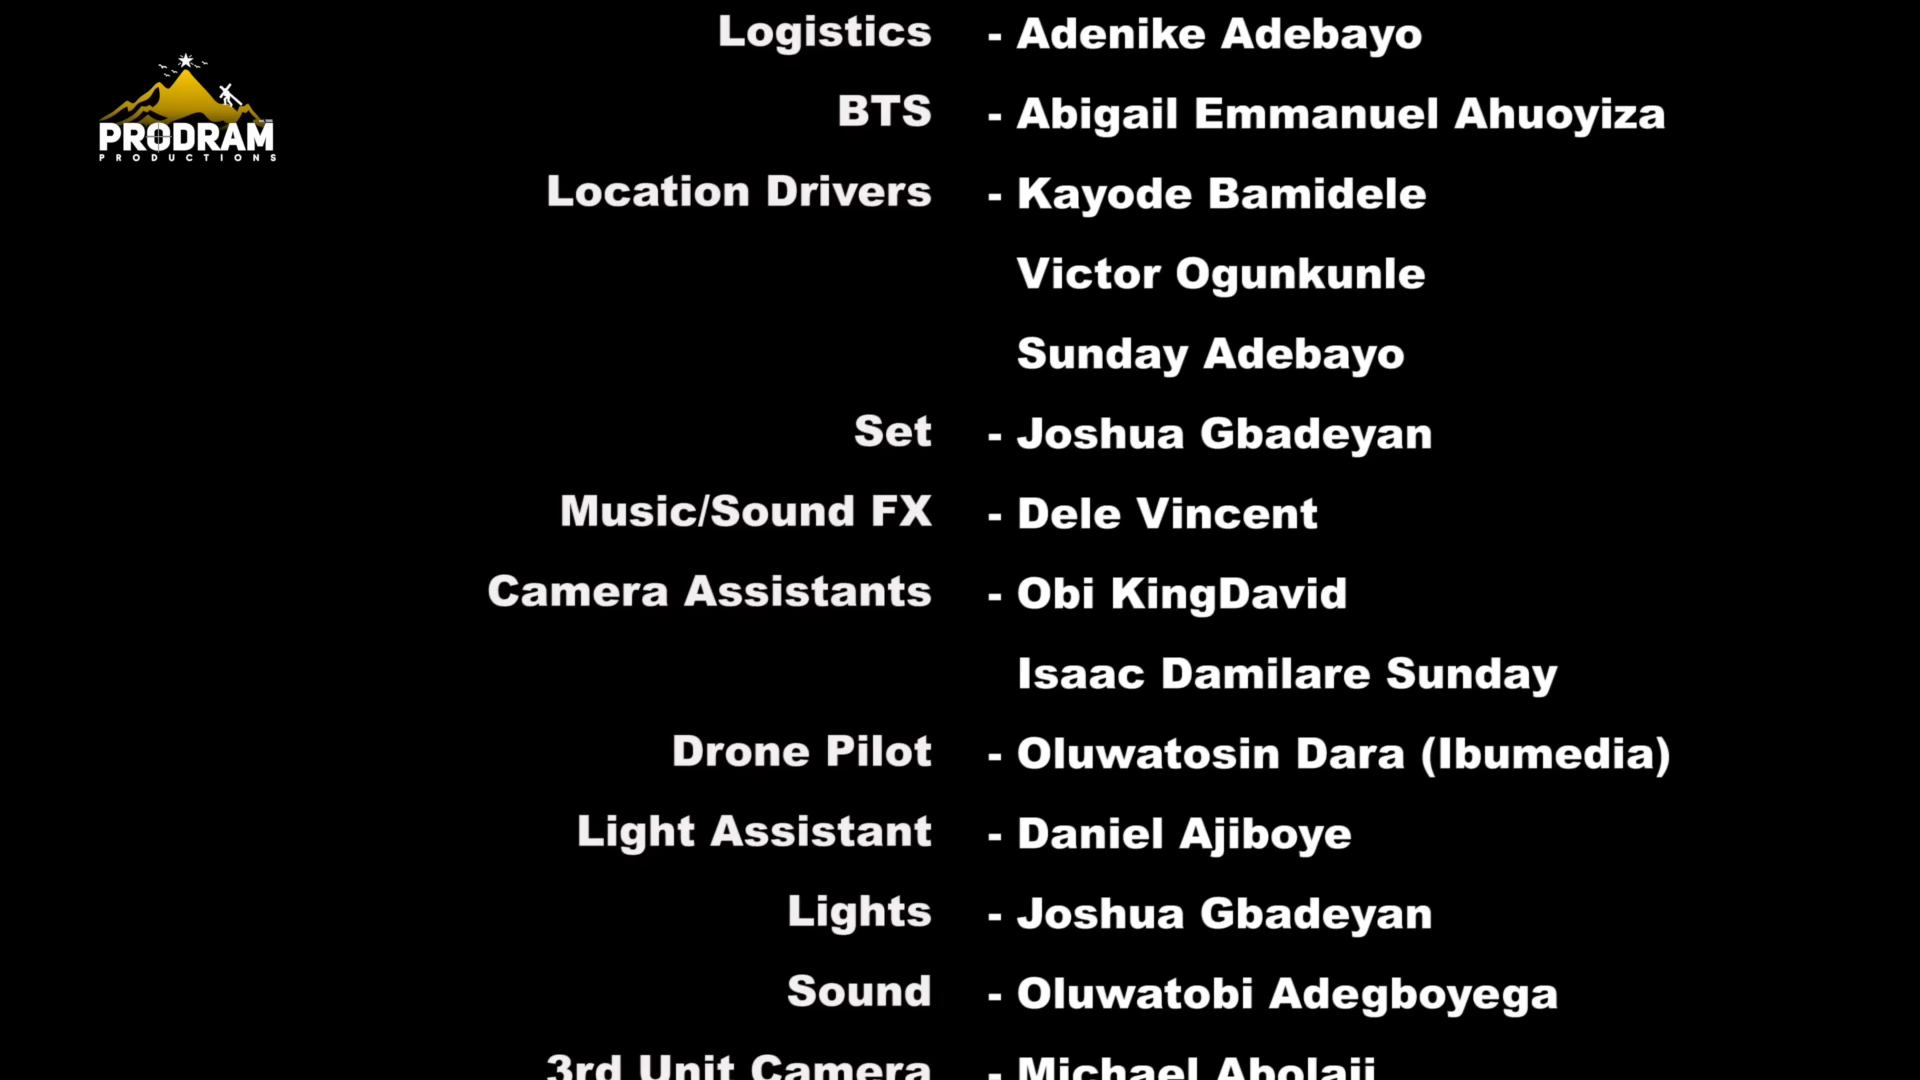 PRODRAM
PRODUCTIONS
Logistics - Adenike Adebayo
BTS - Abigail Emmanuel Ahuoyiza
Location Drivers - Kayode Bamidele
Victor Ogunkunle
Sunday Adebayo
Set - Joshua Gbadeyan
Music/Sound FX - Dele Vincent
Camera Assistants - Obi KingDavid
Isaac Damilare Sunday
Drone Pilot - Oluwatosin Dara (Ibumedia)
Light Assistant - Daniel Ajiboye
Lights - Joshua Gbadeyan
Sound - Oluwatobi Adegboyega
3rd Unit Camera - Michael Abolaji